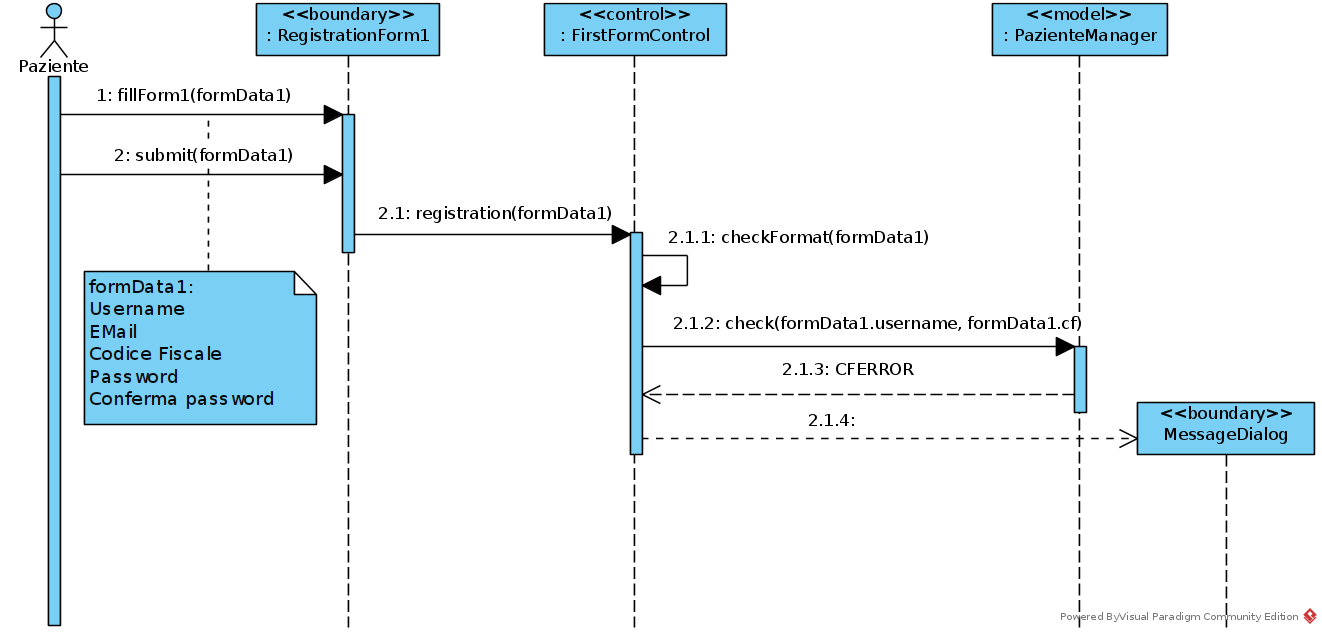 <<boundary>>
: RegistrationForm1
<<control>>
: FirstFormControl
<<model>>
: PazienteManager
Paziente
1: fillForm1(formData1)
2: submit(formData1)
2.1: registration(formData1)
2.1.1: checkFormat(formData1)
formData1:
Username
EMail
Codice Fiscale
Password
Conferma password
2.1.2: check(formData1.username, formData1.cf)
2.1.3: CFERROR
2.1.4:
<<boundary>>
MessageDialog
Powered ByVisual Paradigm Community Edition